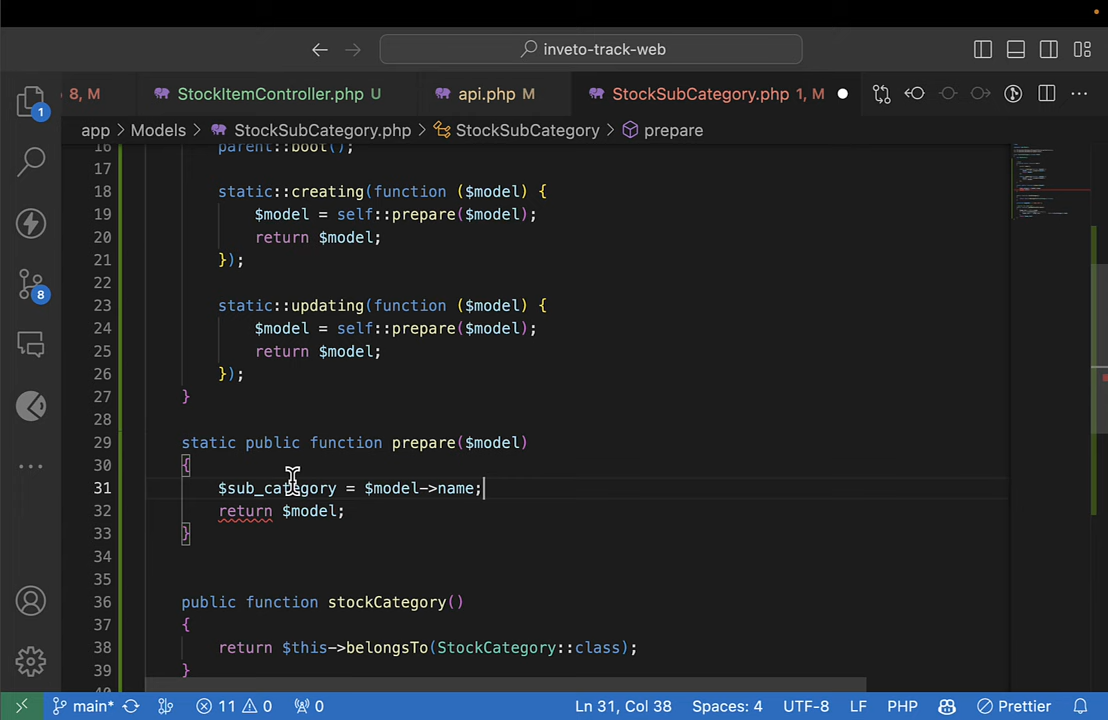 inveto-track-web
8, M
StockItemController.php U
api.php M
StockSubCategory.php 1, M
app > Models > StockSubCategory.php > StockSubCategory > prepare
16 parent::boot();
17
18 static::creating(function ($model) {
19 $model = self::prepare($model);
20 return $model;
21 });
22
23 static::updating(function ($model) {
24 $model = self::prepare($model);
25 return $model;
26 });
27 }
28
29 static public function prepare($model)
30 {
31 $sub_category = $model->name;
32 return $model;
33 }
34
35
36 public function stockCategory()
37 {
38 return $this->belongsTo(StockCategory::class);
39 }
40
1
8
main*
11
0
0
Ln 31, Col 38
Spaces: 4
UTF-8
LF
PHP
Prettier